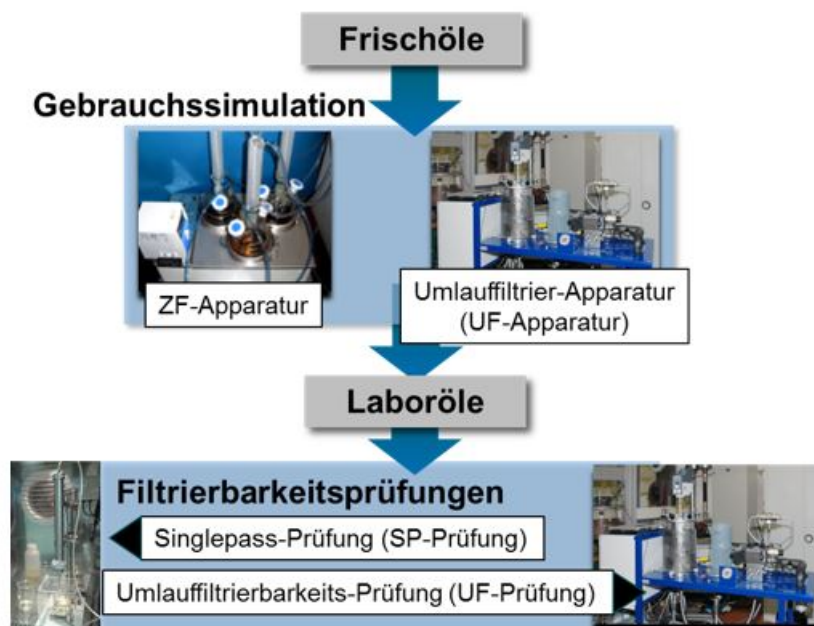 Frischöle
Gebrauchssimulation
ZF-Apparatur
Umlauffiltrier-Apparatur
(UF-Apparatur)
Laboröle
Filtrierbarkeitsprüfungen
Singlepass-Prüfung (SP-Prüfung)
Umlauffiltrierbarkeits-Prüfung (UF-Prüfung)